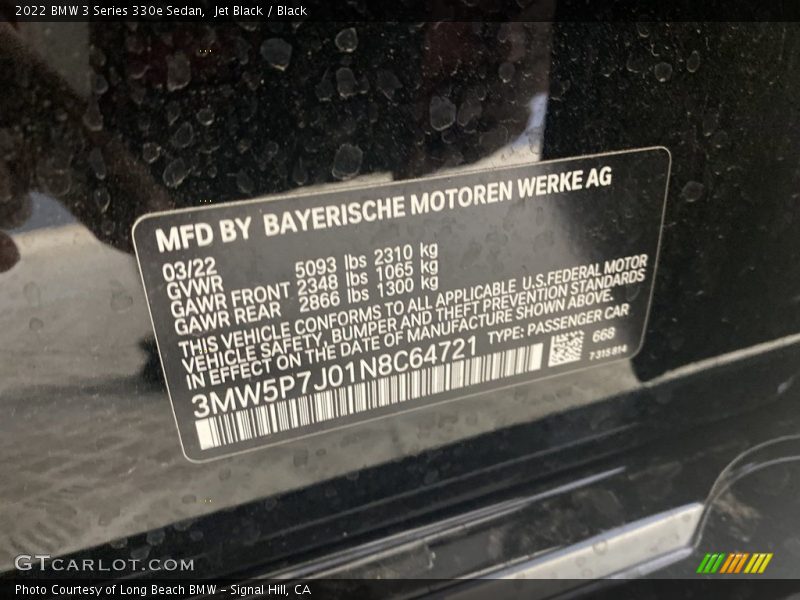 2022 BMW 3 Series 330e Sedan, Jet Black / Black
MFD BY BAYERISCHE MOTOREN WERKE AG
03/22
GVWR 5093 lbs 2310 kg
GAWR FRONT 2348 lbs 1065 kg
GAWR REAR 2866 lbs 1300 kg
THIS VEHICLE CONFORMS TO ALL APPLICABLE U.S.FEDERAL MOTOR
VEHICLE SAFETY, BUMPER AND THEFT PREVENTION STANDARDS
IN EFFECT ON THE DATE OF MANUFACTURE SHOWN ABOVE.
3MW5P7J01N8C64721 TYPE: PASSENGER CAR
668
7 315 814
GTCARLOT.COM
Photo Courtesy of Long Beach BMW - Signal Hill, CA